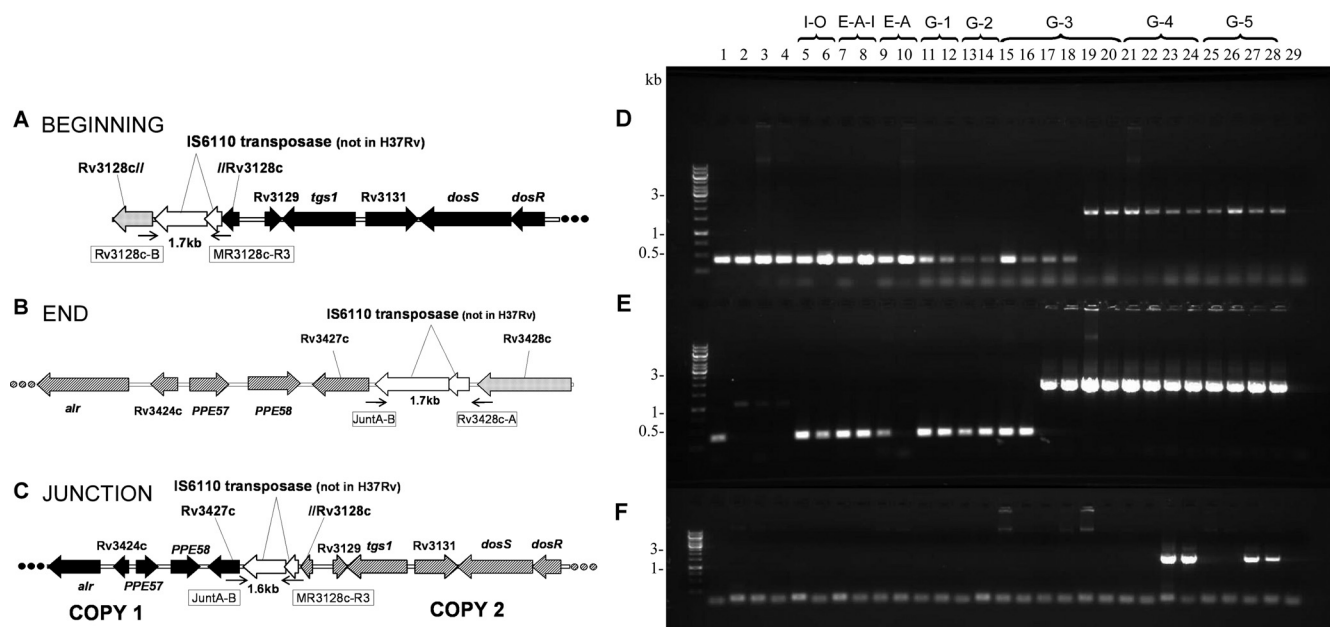 A BEGINNING
IS6110 transposase (not in H37Rv)
Rv3128c// //Rv3128c
Rv3129 tgs1 Rv3131 dosS dosR
1.7kb
Rv3128c-B MR3128c-R3
B END
IS6110 transposase (not in H37Rv)
Rv3427c Rv3428c
1.7kb
alr Rv3424c PPE57 PPE58
JuntA-B Rv3428c-A
C JUNCTION
IS6110 transposase (not in H37Rv)
Rv3427c //Rv3128c
Rv3424c PPE58 Rv3129 tgs1 Rv3131 dosS dosR
alr PPE57 1.6kb
JuntA-B MR3128c-R3
COPY 1 COPY 2
I-O E-A-I E-A G-1 G-2 G-3 G-4 G-5
1 2 3 4 5 6 7 8 9 10 11 12 13 14 15 16 17 18 19 20 21 22 23 24 25 26 27 28 29
kb
D
3-
1-
0.5-
E
3-
1-
0.5-
F
3-
1-